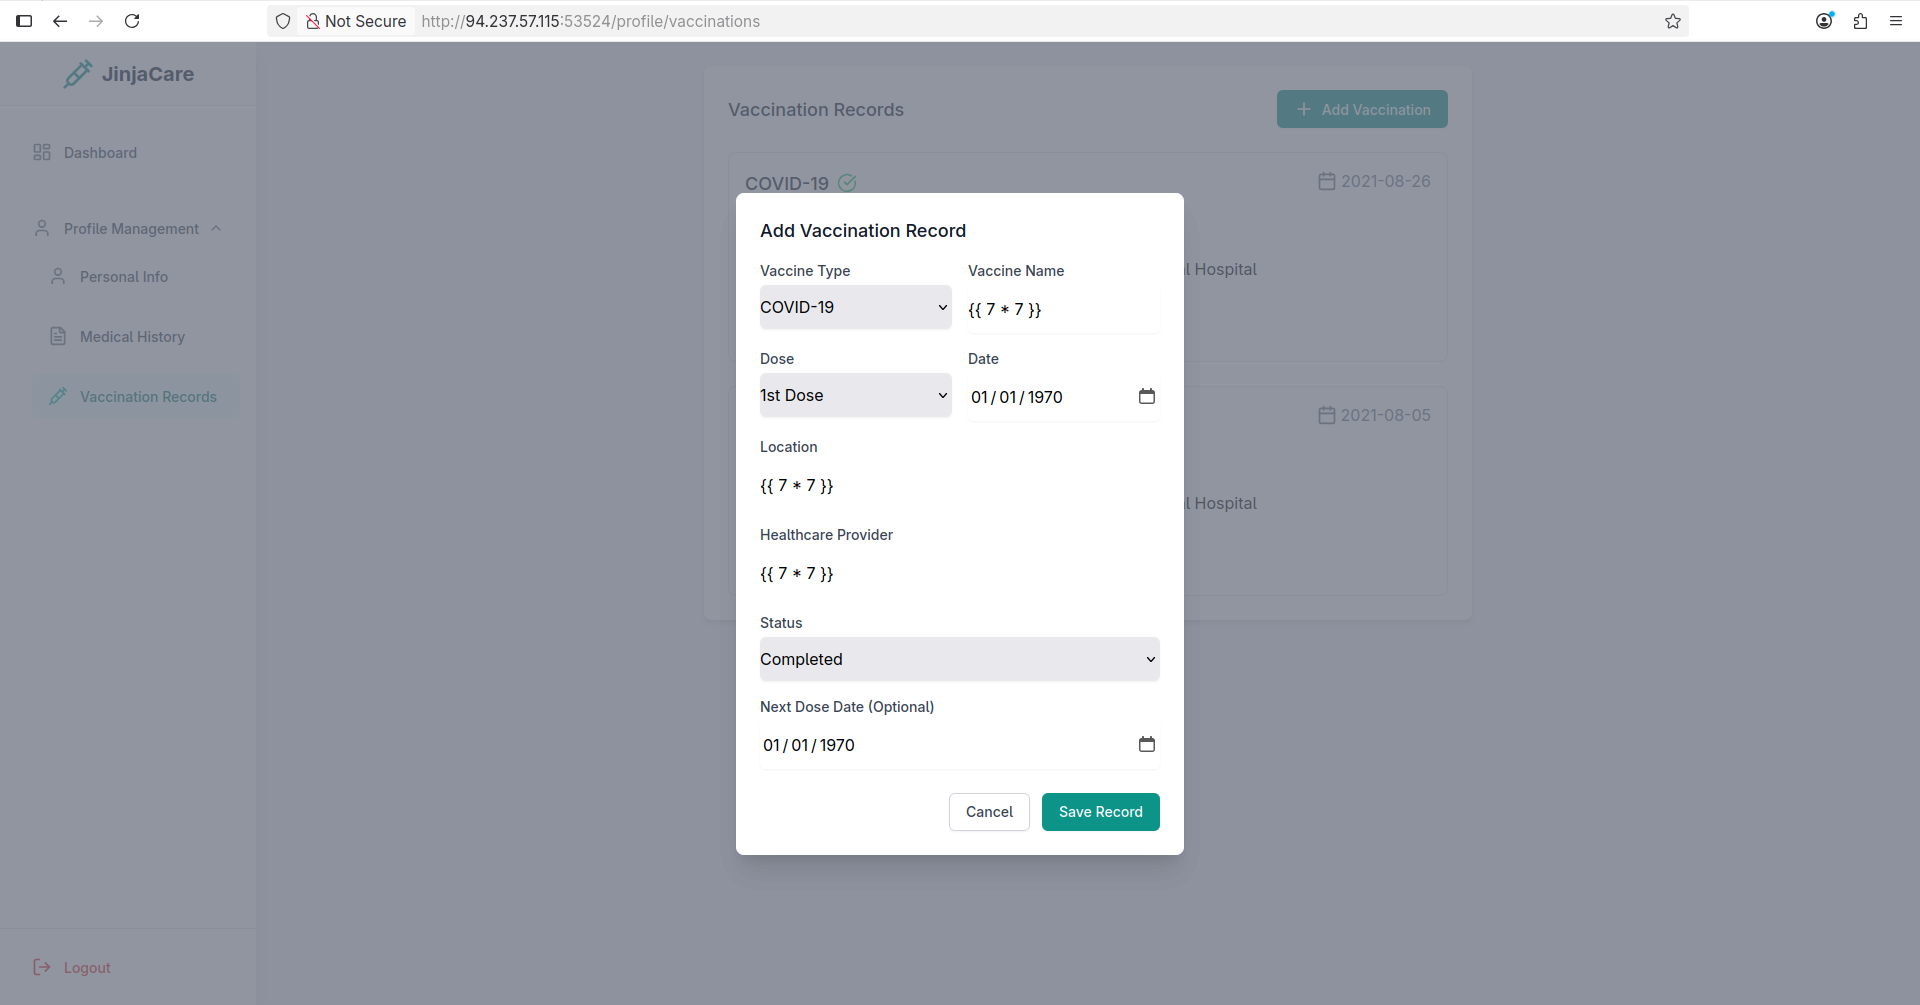 Not Secure http://94.237.57.115:53524/profile/vaccinations
JinjaCare
Dashboard
Profile Management
Personal Info
Medical History
Vaccination Records
Logout
Vaccination Records
Add Vaccination
COVID-19
2021-08-26
l Hospital
2021-08-05
l Hospital
Add Vaccination Record
Vaccine Type Vaccine Name
COVID-19 {{ 7 * 7 }}
Dose Date
1st Dose 01/01/1970
Location
{{ 7 * 7 }}
Healthcare Provider
{{ 7 * 7 }}
Status
Completed
Next Dose Date (Optional)
01/01/1970
Cancel Save Record